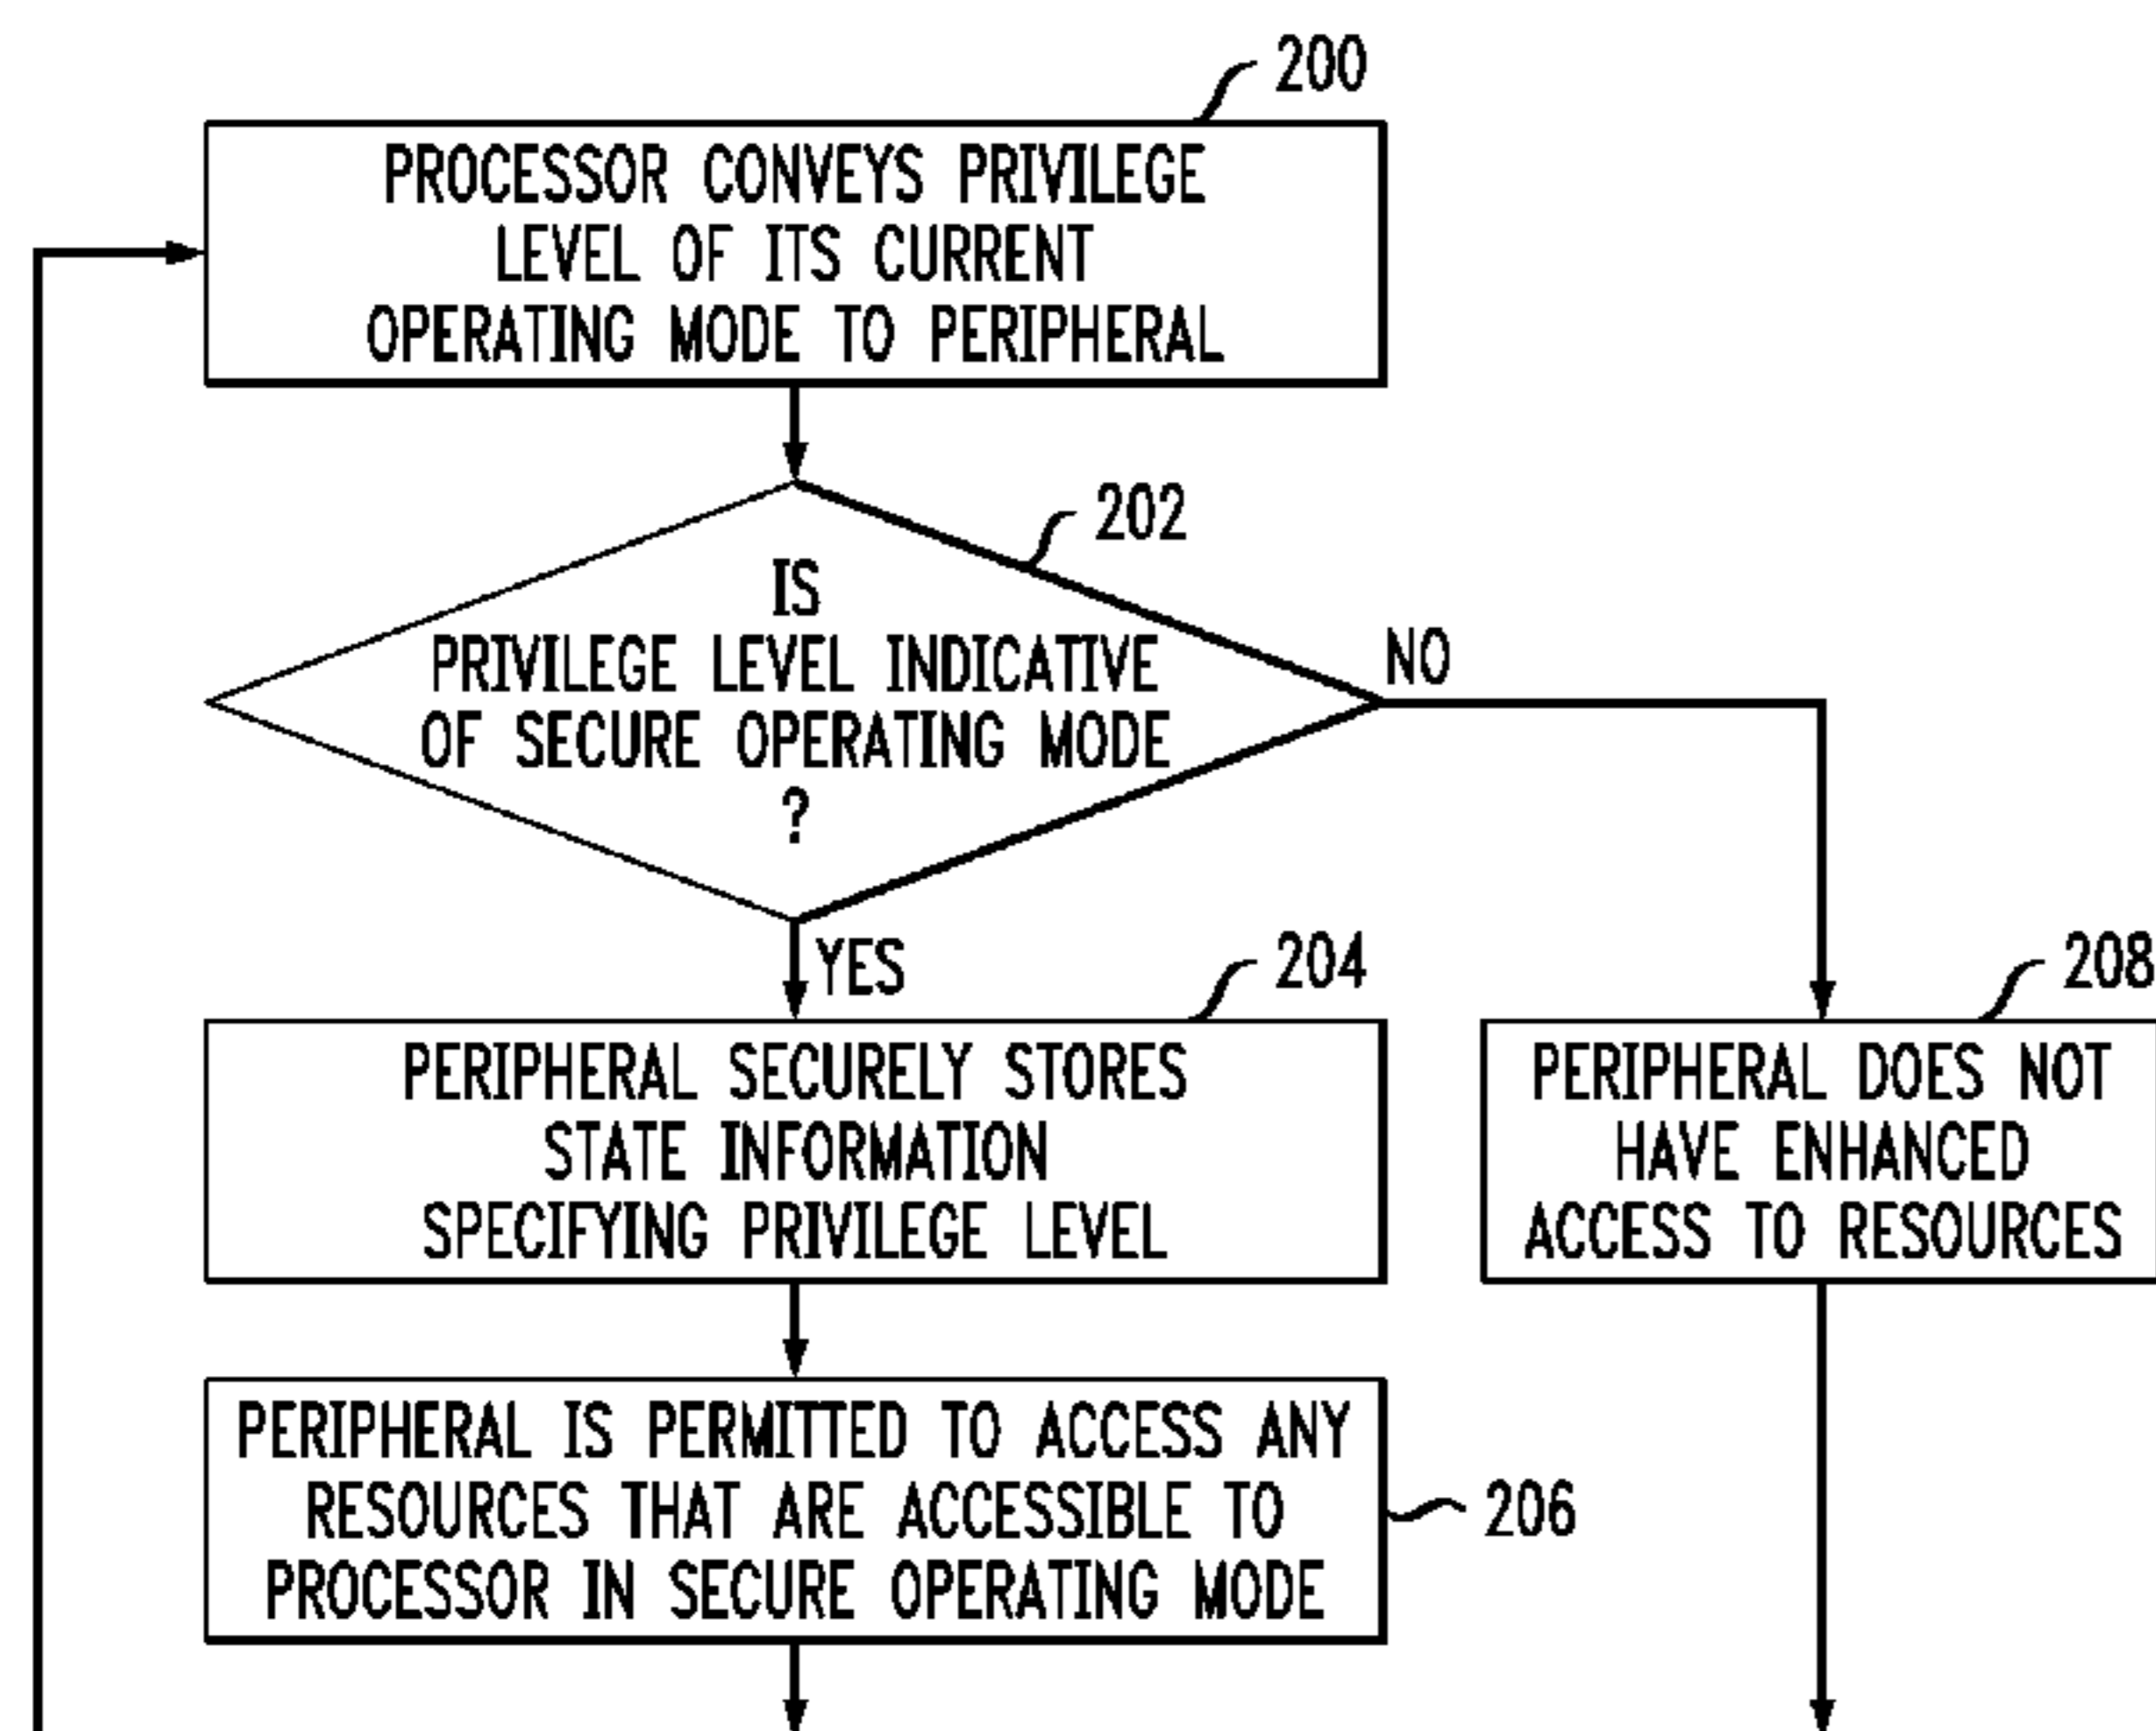 200
PROCESSOR CONVEYS PRIVILEGE
LEVEL OF ITS CURRENT
OPERATING MODE TO PERIPHERAL
202
IS
PRIVILEGE LEVEL INDICATIVE
OF SECURE OPERATING MODE
?
NO
YES
204
PERIPHERAL SECURELY STORES
STATE INFORMATION
SPECIFYING PRIVILEGE LEVEL
208
PERIPHERAL DOES NOT
HAVE ENHANCED
ACCESS TO RESOURCES
PERIPHERAL IS PERMITTED TO ACCESS ANY
RESOURCES THAT ARE ACCESSIBLE TO
PROCESSOR IN SECURE OPERATING MODE
206